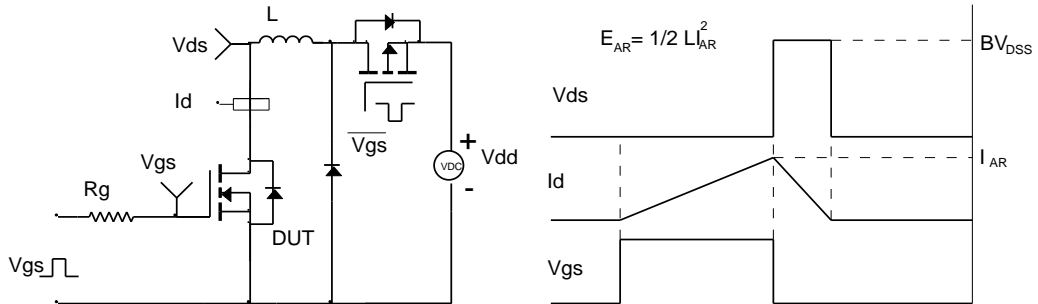 L
Vds
Id
Vgs
Vgs
+
VDC
Vdd
-
Rg
DUT
Vgs
E_AR= 1/2 LI_AR^2
BV_DSS
Vds
I_AR
Id
Vgs